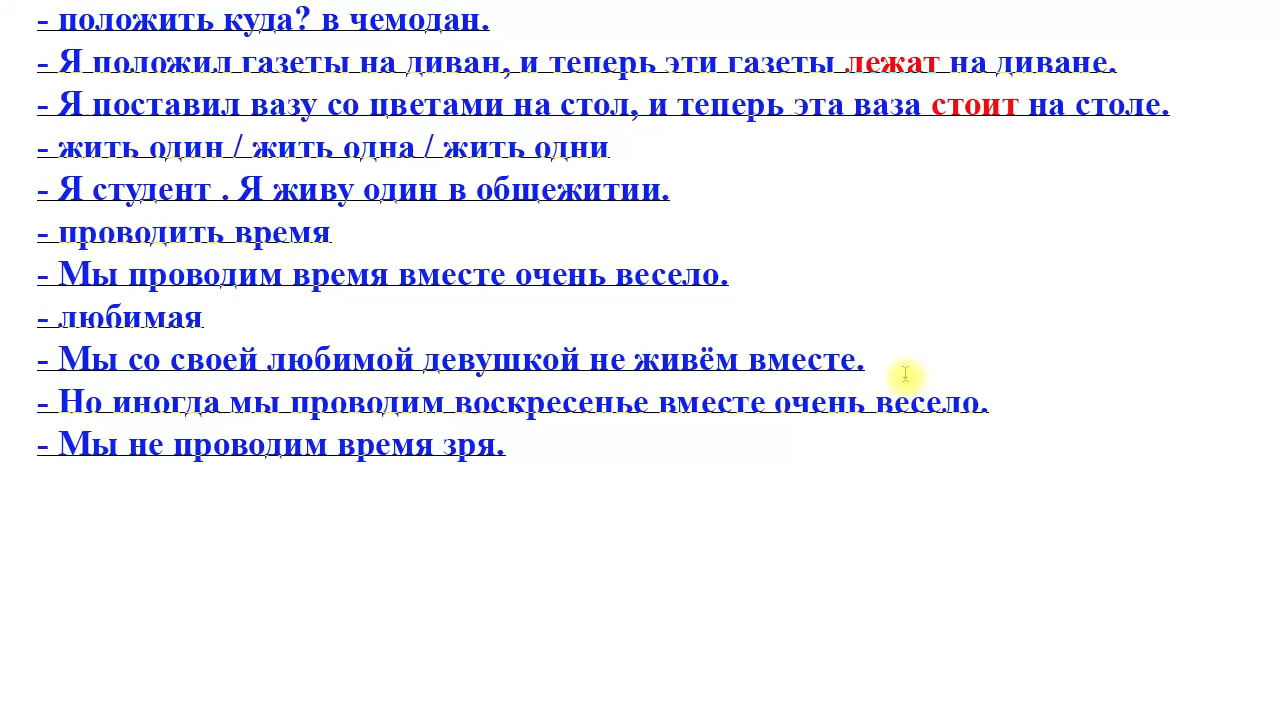 - положить куда? в чемодан.
- Я положил газеты на диван, и теперь эти газеты лежат на диване.
- Я поставил вазу со цветами на стол, и теперь эта ваза стоит на столе.
- жить один / жить одна / жить одни
- Я студент . Я живу один в общежитии.
- проводить время
- Мы проводим время вместе очень весело.
- любимая
- Мы со своей любимой девушкой не живём вместе.
- Но иногда мы проводим воскресенье вместе очень весело.
- Мы не проводим время зря.